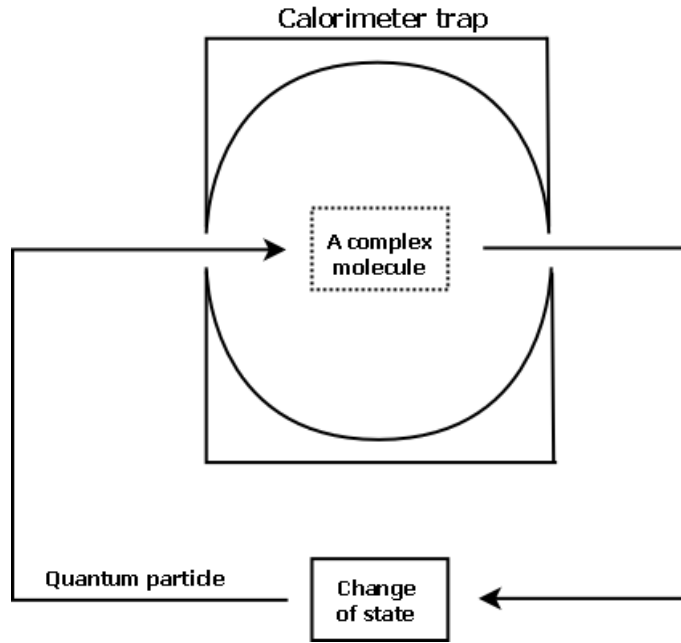 Calorimeter trap
A complex
molecule
Quantum particle
Change
of state